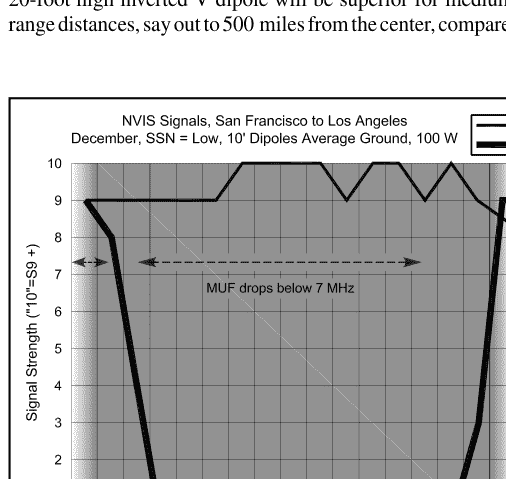 20-foot high inverted V dipole will be superior for medium
range distances, say out to 500 miles from the center, compare
NVIS Signals, San Francisco to Los Angeles
December, SSN = Low, 10' Dipoles Average Ground, 100 W
Signal Strength ("10"=S9 +)
10
9
8
7
6
5
4
3
2
MUF drops below 7 MHz